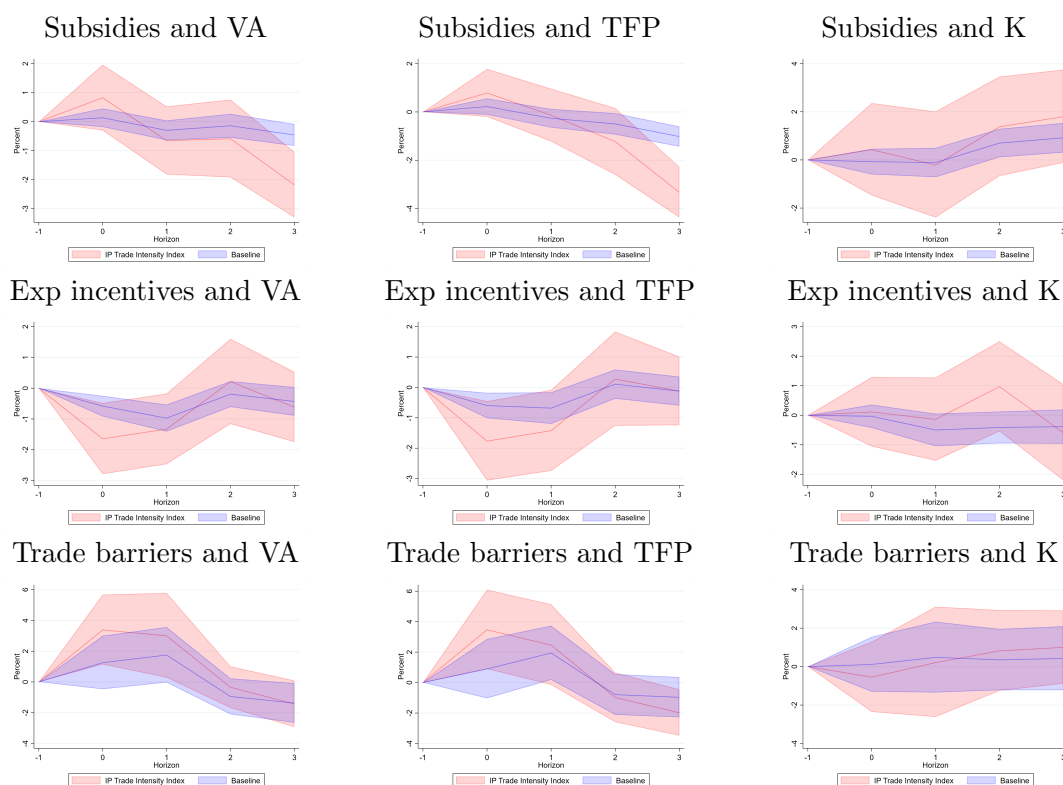 Subsidies and VA
Subsidies and TFP
Subsidies and K
2
1
0
-1
-2
-3
Percent
-1 0 1 2 3
Horizon
IP Trade Intensity Index Baseline
2
0
-2
-4
Percent
-1 0 1 2 3
Horizon
IP Trade Intensity Index Baseline
4
2
0
-2
Percent
-1 0 1 2 3
Horizon
IP Trade Intensity Index Baseline
Exp incentives and VA
Exp incentives and TFP
Exp incentives and K
2
1
0
-1
-2
-3
Percent
-1 0 1 2 3
Horizon
IP Trade Intensity Index Baseline
2
1
0
-1
-2
-3
Percent
-1 0 1 2 3
Horizon
IP Trade Intensity Index Baseline
3
2
1
0
-1
-2
Percent
-1 0 1 2 3
Horizon
IP Trade Intensity Index Baseline
Trade barriers and VA
Trade barriers and TFP
Trade barriers and K
6
4
2
0
-2
-4
Percent
-1 0 1 2 3
Horizon
IP Trade Intensity Index Baseline
6
4
2
0
-2
-4
Percent
-1 0 1 2 3
Horizon
IP Trade Intensity Index Baseline
4
2
0
-2
-4
Percent
-1 0 1 2 3
Horizon
IP Trade Intensity Index Baseline